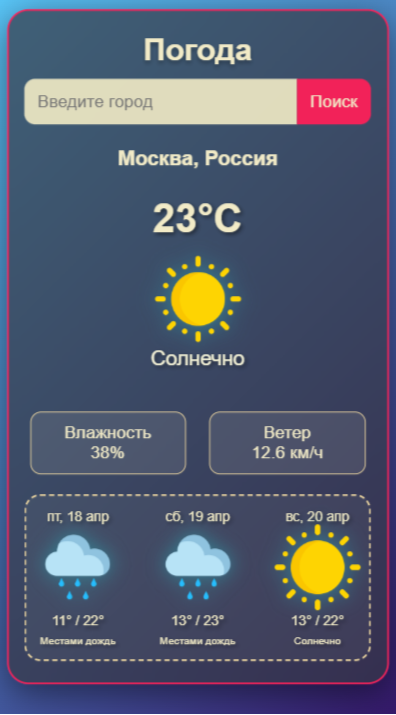 Погода
Введите город Поиск
Москва, Россия
23°C
Солнечно
Влажность Ветер
38% 12.6 км/ч
пт, 18 апр сб, 19 апр вс, 20 апр
11° / 22° 13° / 23° 13° / 22°
Местами дождь Местами дождь Солнечно